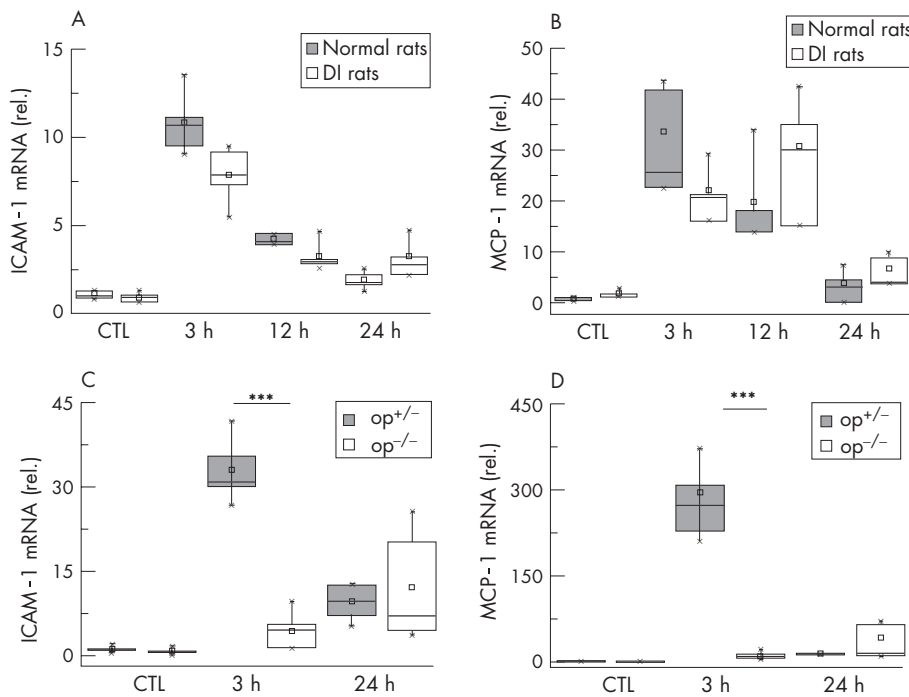 A
Normal rats
DI rats
ICAM-1 mRNA (rel.)
15
10
5
0
CTL 3 h 12 h 24 h
B
Normal rats
DI rats
MCP-1 mRNA (rel.)
50
40
30
20
10
0
CTL 3 h 12 h 24 h
C
***
op+/−
op−/−
ICAM-1 mRNA (rel.)
45
30
15
0
CTL 3 h 24 h
D
***
op+/−
op−/−
MCP-1 mRNA (rel.)
450
300
150
0
CTL 3 h 24 h